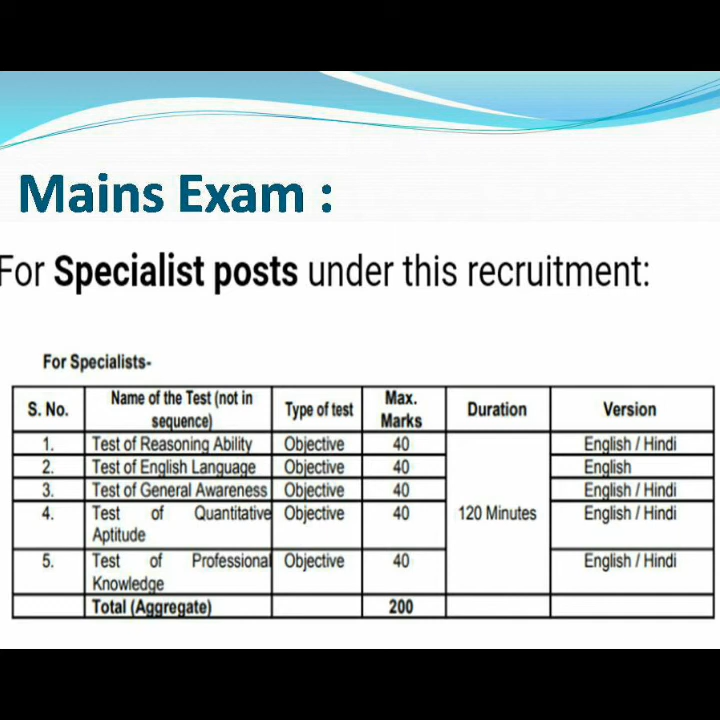 Mains Exam :
For Specialist posts under this recruitment:
For Specialists-
S. No. Name of the Test (not in sequence) Type of test Max. Marks Duration Version
1. Test of Reasoning Ability Objective 40 English / Hindi
2. Test of English Language Objective 40 English
3. Test of General Awareness Objective 40 English / Hindi
4. Test of Quantitative Aptitude Objective 40 120 Minutes English / Hindi
5. Test of Professional Knowledge Objective 40 English / Hindi
Total (Aggregate) 200